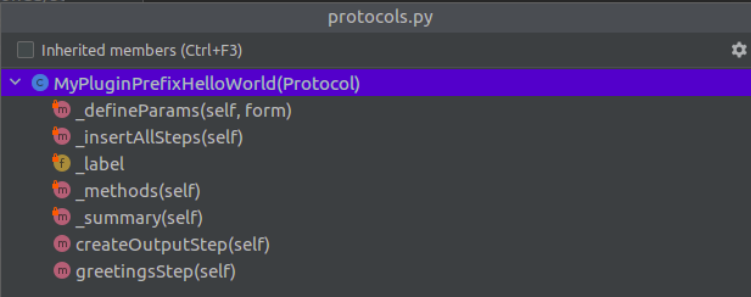 protocols.py
Inherited members (Ctrl+F3)
MyPluginPrefixHelloWorld(Protocol)
_defineParams(self, form)
_insertAllSteps(self)
_label
_methods(self)
_summary(self)
createOutputStep(self)
greetingsStep(self)